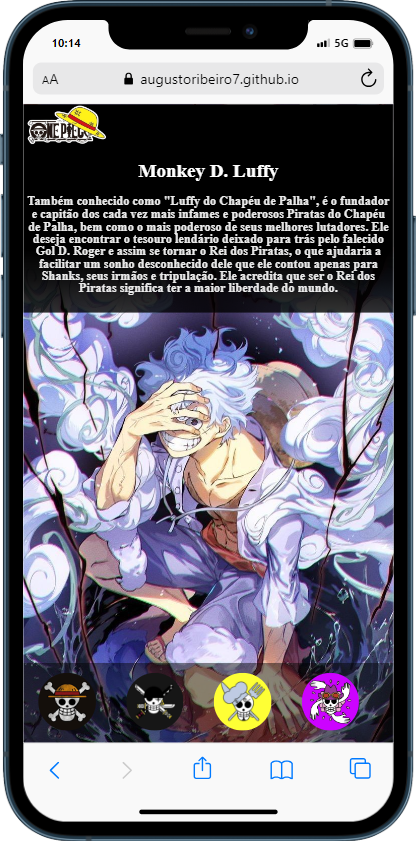 10:14
5G
AA
augustoribeiro7.github.io
ONE PIECE
Monkey D. Luffy
Também conhecido como "Luffy do Chapéu de Palha", é o fundador
e capitão dos cada vez mais infames e poderosos Piratas do Chapéu
de Palha, bem como o mais poderoso de seus melhores lutadores. Ele
deseja encontrar o tesouro lendário deixado para trás pelo falecido
Gol D. Roger e assim se tornar o Rei dos Piratas, o que ajudaria a
facilitar um sonho desconhecido dele que ele contou apenas para
Shanks, seus irmãos e tripulação. Ele acredita que ser o Rei dos
Piratas significa ter a maior liberdade do mundo.